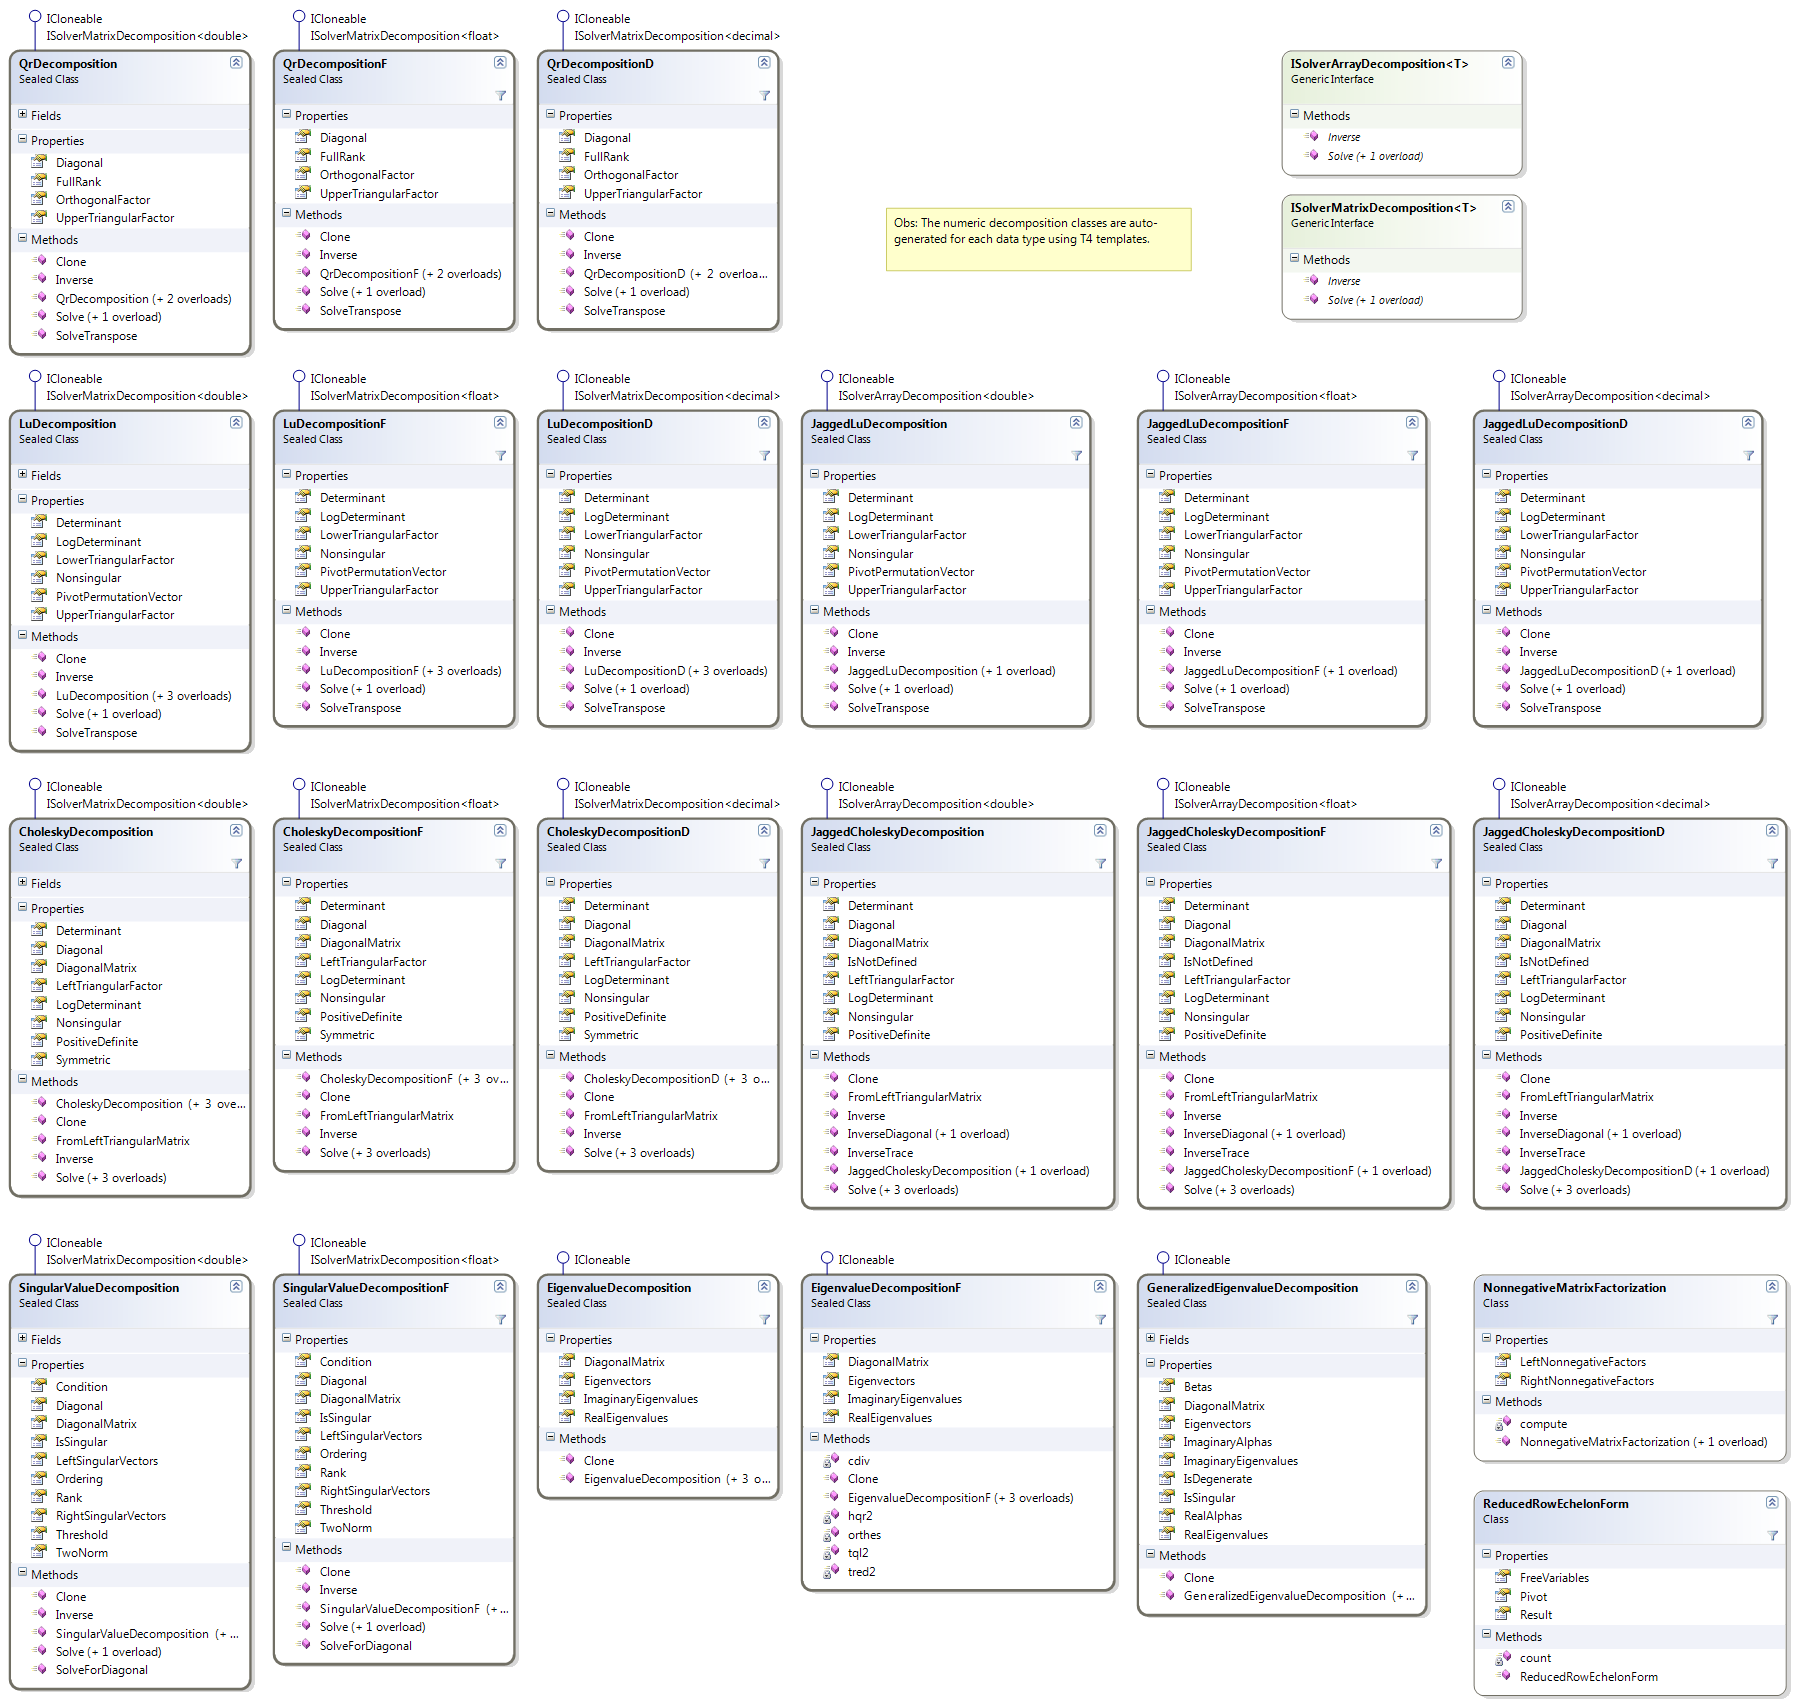 ICloneable
ISolverMatrixDecomposition<double>
QrDecomposition
Sealed Class
Fields
Properties
Diagonal
FullRank
OrthogonalFactor
UpperTriangularFactor
Methods
Clone
Inverse
QrDecomposition (+ 2 overloads)
Solve (+ 1 overload)
SolveTranspose
ICloneable
ISolverMatrixDecomposition<float>
QrDecompositionF
Sealed Class
Properties
Diagonal
FullRank
OrthogonalFactor
UpperTriangularFactor
Methods
Clone
Inverse
QrDecompositionF (+ 2 overloads)
Solve (+ 1 overload)
SolveTranspose
ICloneable
ISolverMatrixDecomposition<decimal>
QrDecompositionD
Sealed Class
Properties
Diagonal
FullRank
OrthogonalFactor
UpperTriangularFactor
Methods
Clone
Inverse
QrDecompositionD (+ 2 overloa...
Solve (+ 1 overload)
SolveTranspose
Obs: The numeric decomposition classes are auto-
generated for each data type using T4 templates.
ISolverArrayDecomposition<T>
Generic Interface
Methods
Inverse
Solve (+ 1 overload)
ISolverMatrixDecomposition<T>
Generic Interface
Methods
Inverse
Solve (+ 1 overload)
ICloneable
ISolverMatrixDecomposition<double>
LuDecomposition
Sealed Class
Fields
Properties
Determinant
LogDeterminant
LowerTriangularFactor
Nonsingular
PivotPermutationVector
UpperTriangularFactor
Methods
Clone
Inverse
LuDecomposition (+ 3 overloads)
Solve (+ 1 overload)
SolveTranspose
ICloneable
ISolverMatrixDecomposition<float>
LuDecompositionF
Sealed Class
Properties
Determinant
LogDeterminant
LowerTriangularFactor
Nonsingular
PivotPermutationVector
UpperTriangularFactor
Methods
Clone
Inverse
LuDecompositionF (+ 3 overloads)
Solve (+ 1 overload)
SolveTranspose
ICloneable
ISolverMatrixDecomposition<decimal>
LuDecompositionD
Sealed Class
Properties
Determinant
LogDeterminant
LowerTriangularFactor
Nonsingular
PivotPermutationVector
UpperTriangularFactor
Methods
Clone
Inverse
LuDecompositionD (+ 3 overloads)
Solve (+ 1 overload)
SolveTranspose
ICloneable
ISolverArrayDecomposition<double>
JaggedLuDecomposition
Sealed Class
Properties
Determinant
LogDeterminant
LowerTriangularFactor
Nonsingular
PivotPermutationVector
UpperTriangularFactor
Methods
Clone
Inverse
JaggedLuDecomposition (+ 1 overload)
Solve (+ 1 overload)
SolveTranspose
ICloneable
ISolverArrayDecomposition<float>
JaggedLuDecompositionF
Sealed Class
Properties
Determinant
LogDeterminant
LowerTriangularFactor
Nonsingular
PivotPermutationVector
UpperTriangularFactor
Methods
Clone
Inverse
JaggedLuDecompositionF (+ 1 overload)
Solve (+ 1 overload)
SolveTranspose
ICloneable
ISolverArrayDecomposition<decimal>
JaggedLuDecompositionD
Sealed Class
Properties
Determinant
LogDeterminant
LowerTriangularFactor
Nonsingular
PivotPermutationVector
UpperTriangularFactor
Methods
Clone
Inverse
JaggedLuDecompositionD (+ 1 overload)
Solve (+ 1 overload)
SolveTranspose
ICloneable
ISolverMatrixDecomposition<double>
CholeskyDecomposition
Sealed Class
Fields
Properties
Determinant
Diagonal
DiagonalMatrix
LeftTriangularFactor
LogDeterminant
Nonsingular
PositiveDefinite
Symmetric
Methods
CholeskyDecomposition (+ 3 ove...
Clone
FromLeftTriangularMatrix
Inverse
Solve (+ 3 overloads)
ICloneable
ISolverMatrixDecomposition<float>
CholeskyDecompositionF
Sealed Class
Properties
Determinant
Diagonal
DiagonalMatrix
LeftTriangularFactor
LogDeterminant
Nonsingular
PositiveDefinite
Symmetric
Methods
CholeskyDecompositionF (+ 3 ov...
Clone
FromLeftTriangularMatrix
Inverse
Solve (+ 3 overloads)
ICloneable
ISolverMatrixDecomposition<decimal>
CholeskyDecompositionD
Sealed Class
Properties
Determinant
Diagonal
DiagonalMatrix
LeftTriangularFactor
LogDeterminant
Nonsingular
PositiveDefinite
Symmetric
Methods
CholeskyDecompositionD (+ 3 o...
Clone
FromLeftTriangularMatrix
Inverse
Solve (+ 3 overloads)
ICloneable
ISolverArrayDecomposition<double>
JaggedCholeskyDecomposition
Sealed Class
Properties
Determinant
Diagonal
DiagonalMatrix
IsNotDefined
LeftTriangularFactor
LogDeterminant
Nonsingular
PositiveDefinite
Methods
Clone
FromLeftTriangularMatrix
Inverse
InverseDiagonal (+ 1 overload)
InverseTrace
JaggedCholeskyDecomposition (+ 1 overload)
Solve (+ 3 overloads)
ICloneable
ISolverArrayDecomposition<float>
JaggedCholeskyDecompositionF
Sealed Class
Properties
Determinant
Diagonal
DiagonalMatrix
IsNotDefined
LeftTriangularFactor
LogDeterminant
Nonsingular
PositiveDefinite
Methods
Clone
FromLeftTriangularMatrix
Inverse
InverseDiagonal (+ 1 overload)
InverseTrace
JaggedCholeskyDecompositionF (+ 1 overload)
Solve (+ 3 overloads)
ICloneable
ISolverArrayDecomposition<decimal>
JaggedCholeskyDecompositionD
Sealed Class
Properties
Determinant
Diagonal
DiagonalMatrix
IsNotDefined
LeftTriangularFactor
LogDeterminant
Nonsingular
PositiveDefinite
Methods
Clone
FromLeftTriangularMatrix
Inverse
InverseDiagonal (+ 1 overload)
InverseTrace
JaggedCholeskyDecompositionD (+ 1 overload)
Solve (+ 3 overloads)
ICloneable
ISolverMatrixDecomposition<double>
SingularValueDecomposition
Sealed Class
Fields
Properties
Condition
Diagonal
DiagonalMatrix
IsSingular
LeftSingularVectors
Ordering
Rank
RightSingularVectors
Threshold
TwoNorm
Methods
Clone
Inverse
SingularValueDecomposition (+ ...
Solve (+ 1 overload)
SolveForDiagonal
ICloneable
ISolverMatrixDecomposition<float>
SingularValueDecompositionF
Sealed Class
Properties
Condition
Diagonal
DiagonalMatrix
IsSingular
LeftSingularVectors
Ordering
Rank
RightSingularVectors
Threshold
TwoNorm
Methods
Clone
Inverse
SingularValueDecompositionF (+ ...
Solve (+ 1 overload)
SolveForDiagonal
ICloneable
EigenvalueDecomposition
Sealed Class
Properties
DiagonalMatrix
Eigenvectors
ImaginaryEigenvalues
RealEigenvalues
Methods
Clone
EigenvalueDecomposition (+ 3 o...
ICloneable
EigenvalueDecompositionF
Sealed Class
Properties
DiagonalMatrix
Eigenvectors
ImaginaryEigenvalues
RealEigenvalues
Methods
cdiv
Clone
EigenvalueDecompositionF (+ 3 overloads)
hqr2
orthes
tql2
tred2
ICloneable
GeneralizedEigenvalueDecomposition
Sealed Class
Fields
Properties
Betas
DiagonalMatrix
Eigenvectors
ImaginaryAlphas
ImaginaryEigenvalues
IsDegenerate
IsSingular
RealAlphas
RealEigenvalues
Methods
Clone
GeneralizedEigenvalueDecomposition (+ ...
NonnegativeMatrixFactorization
Class
Properties
LeftNonnegativeFactors
RightNonnegativeFactors
Methods
compute
NonnegativeMatrixFactorization (+ 1 overload)
ReducedRowEchelonForm
Class
Properties
FreeVariables
Pivot
Result
Methods
count
ReducedRowEchelonForm